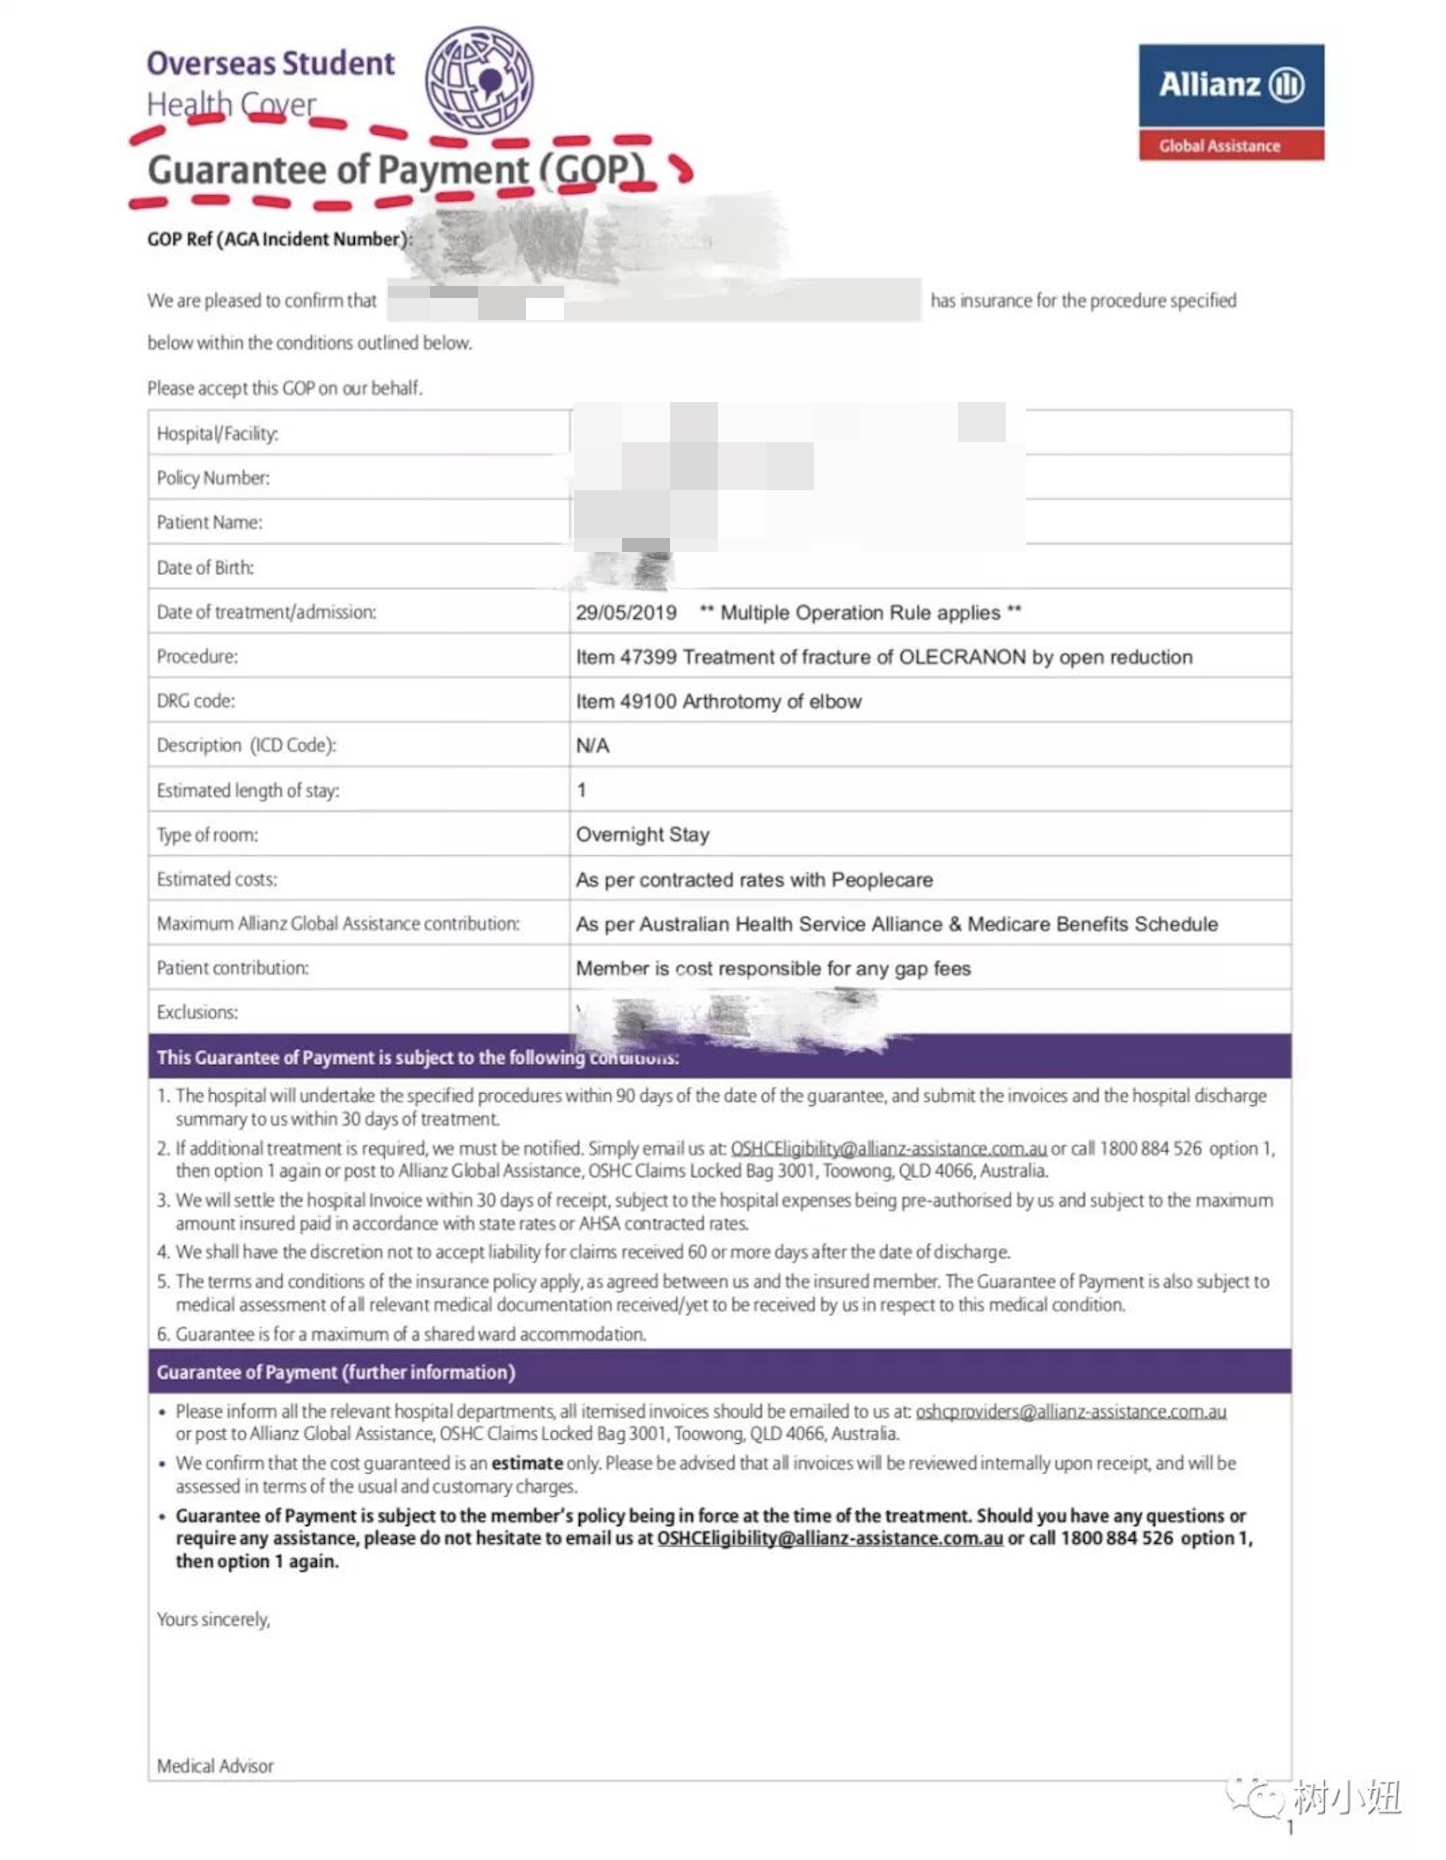 Overseas Student
Health Cover
Allianz
Global Assistance
Guarantee of Payment (GOP)
GOP Ref (AGA Incident Number):
We are pleased to confirm that has insurance for the procedure specified
below within the conditions outlined below.
Please accept this GOP on our behalf.
Hospital/Facility:
Policy Number:
Patient Name:
Date of Birth:
Date of treatment/admission: 29/05/2019 ** Multiple Operation Rule applies **
Procedure: Item 47399 Treatment of fracture of OLECRANON by open reduction
DRG code: Item 49100 Arthrotomy of elbow
Description (ICD Code): N/A
Estimated length of stay: 1
Type of room: Overnight Stay
Estimated costs: As per contracted rates with Peoplecare
Maximum Allianz Global Assistance contribution: As per Australian Health Service Alliance & Medicare Benefits Schedule
Patient contribution: Member is cost responsible for any gap fees
Exclusions:
This Guarantee of Payment is subject to the following conditions:
1. The hospital will undertake the specified procedures within 90 days of the date of the guarantee, and submit the invoices and the hospital discharge
summary to us within 30 days of treatment.
2. If additional treatment is required, we must be notified. Simply email us at: OSHCEligibility@allianz-assistance.com.au or call 1800 884 526 option 1,
then option 1 again or post to Allianz Global Assistance, OSHC Claims Locked Bag 3001, Toowong, QLD 4066, Australia.
3. We will settle the hospital Invoice within 30 days of receipt, subject to the hospital expenses being pre-authorised by us and subject to the maximum
amount insured paid in accordance with state rates or AHSA contracted rates.
4. We shall have the discretion not to accept liability for claims received 60 or more days after the date of discharge.
5. The terms and conditions of the insurance policy apply, as agreed between us and the insured member. The Guarantee of Payment is also subject to
medical assessment of all relevant medical documentation received/yet to be received by us in respect to this medical condition.
6. Guarantee is for a maximum of a shared ward accommodation.
Guarantee of Payment (further information)
• Please inform all the relevant hospital departments, all itemised invoices should be emailed to us at: oshcproviders@allianz-assistance.com.au
or post to Allianz Global Assistance, OSHC Claims Locked Bag 3001, Toowong, QLD 4066, Australia.
• We confirm that the cost guaranteed is an estimate only. Please be advised that all invoices will be reviewed internally upon receipt, and will be
assessed in terms of the usual and customary charges.
• Guarantee of Payment is subject to the member's policy being in force at the time of the treatment. Should you have any questions or
require any assistance, please do not hesitate to email us at OSHCEligibility@allianz-assistance.com.au or call 1800 884 526 option 1,
then option 1 again.
Yours sincerely,
Medical Advisor
树小妞
1